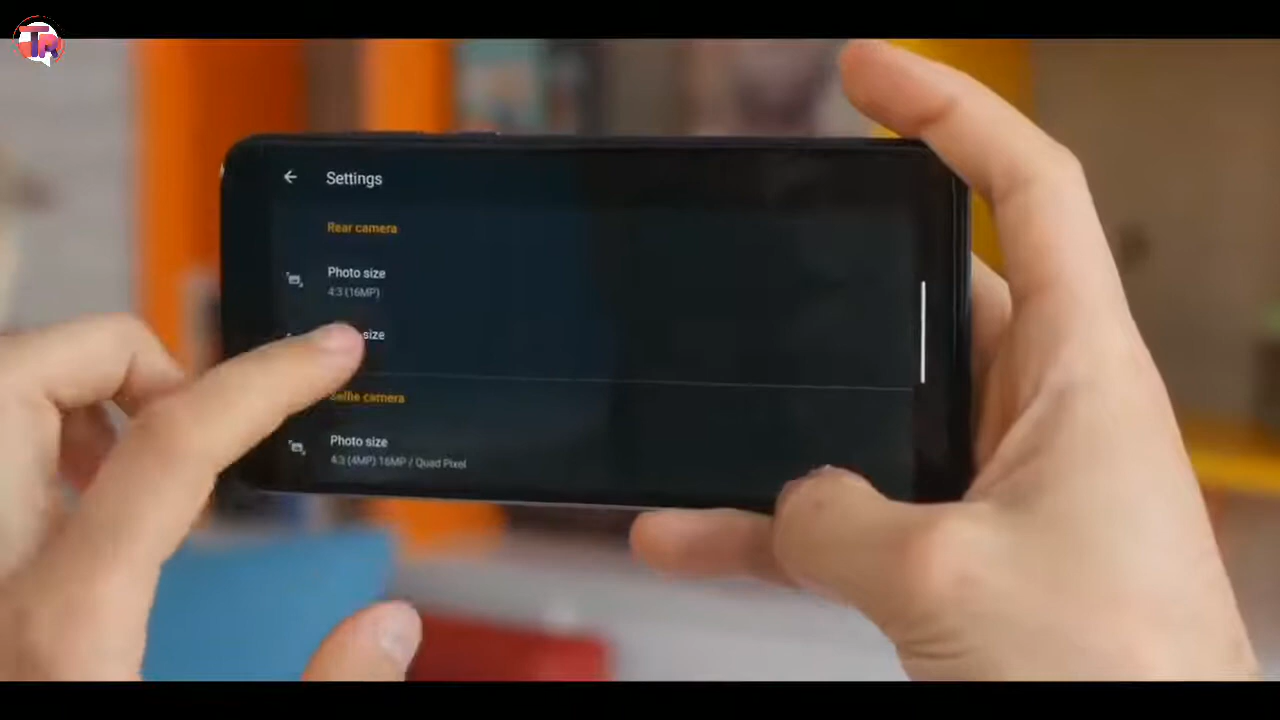 TR
Settings
Rear camera
Photo size
4:3 (16MP)
size
Selfie camera
Photo size
4:3 (4MP) 16MP / Quad Pixel